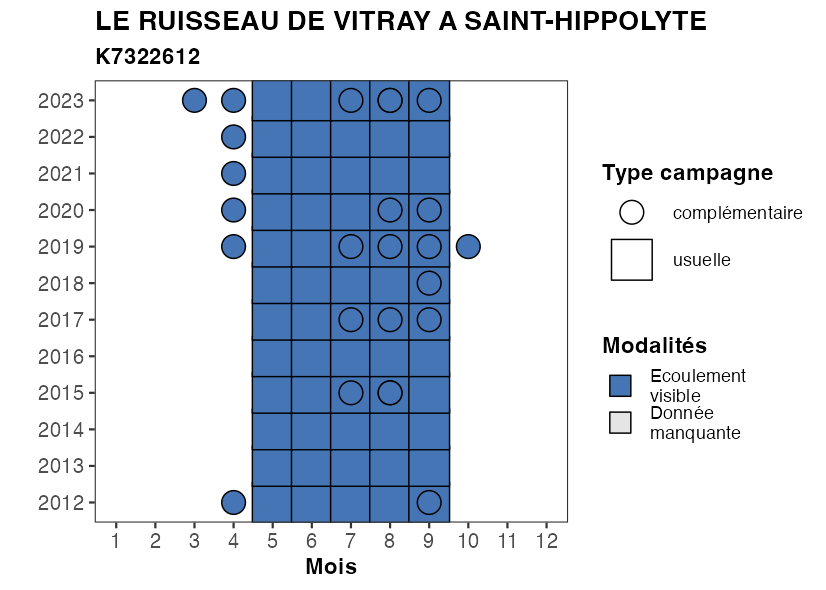 LE RUISSEAU DE VITRAY A SAINT-HIPPOLYTE
K7322612
2023
2022
2021
2020
2019
2018
2017
2016
2015
2014
2013
2012
1 2 3 4 5 6 7 8 9 10 11 12
Mois
Type campagne
complémentaire
usuelle
Modalités
Ecoulement
visible
Donnée
manquante